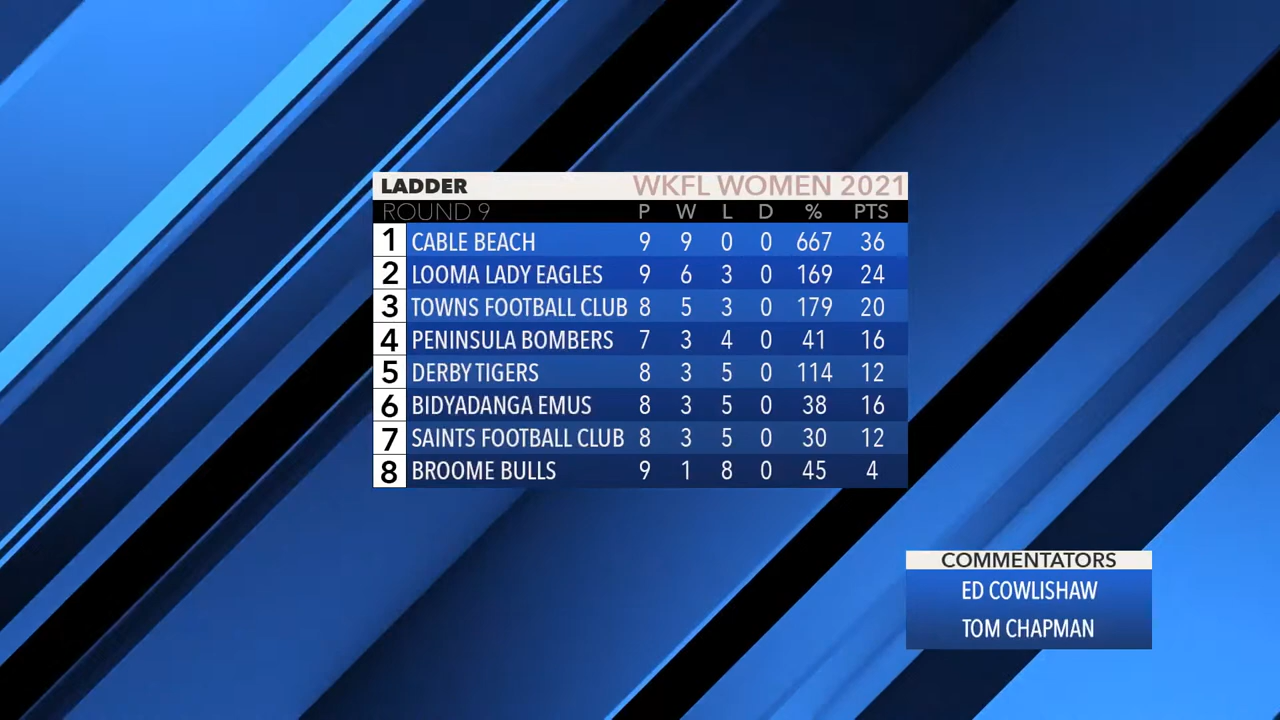 LADDER WKFL WOMEN 2021
ROUND 9 P W L D % PTS
1 CABLE BEACH 9 9 0 0 667 36
2 LOOMA LADY EAGLES 9 6 3 0 169 24
3 TOWNS FOOTBALL CLUB 8 5 3 0 179 20
4 PENINSULA BOMBERS 7 3 4 0 41 16
5 DERBY TIGERS 8 3 5 0 114 12
6 BIDYADANGA EMUS 8 3 5 0 38 16
7 SAINTS FOOTBALL CLUB 8 3 5 0 30 12
8 BROOME BULLS 9 1 8 0 45 4
COMMENTATORS
ED COWLISHAW
TOM CHAPMAN